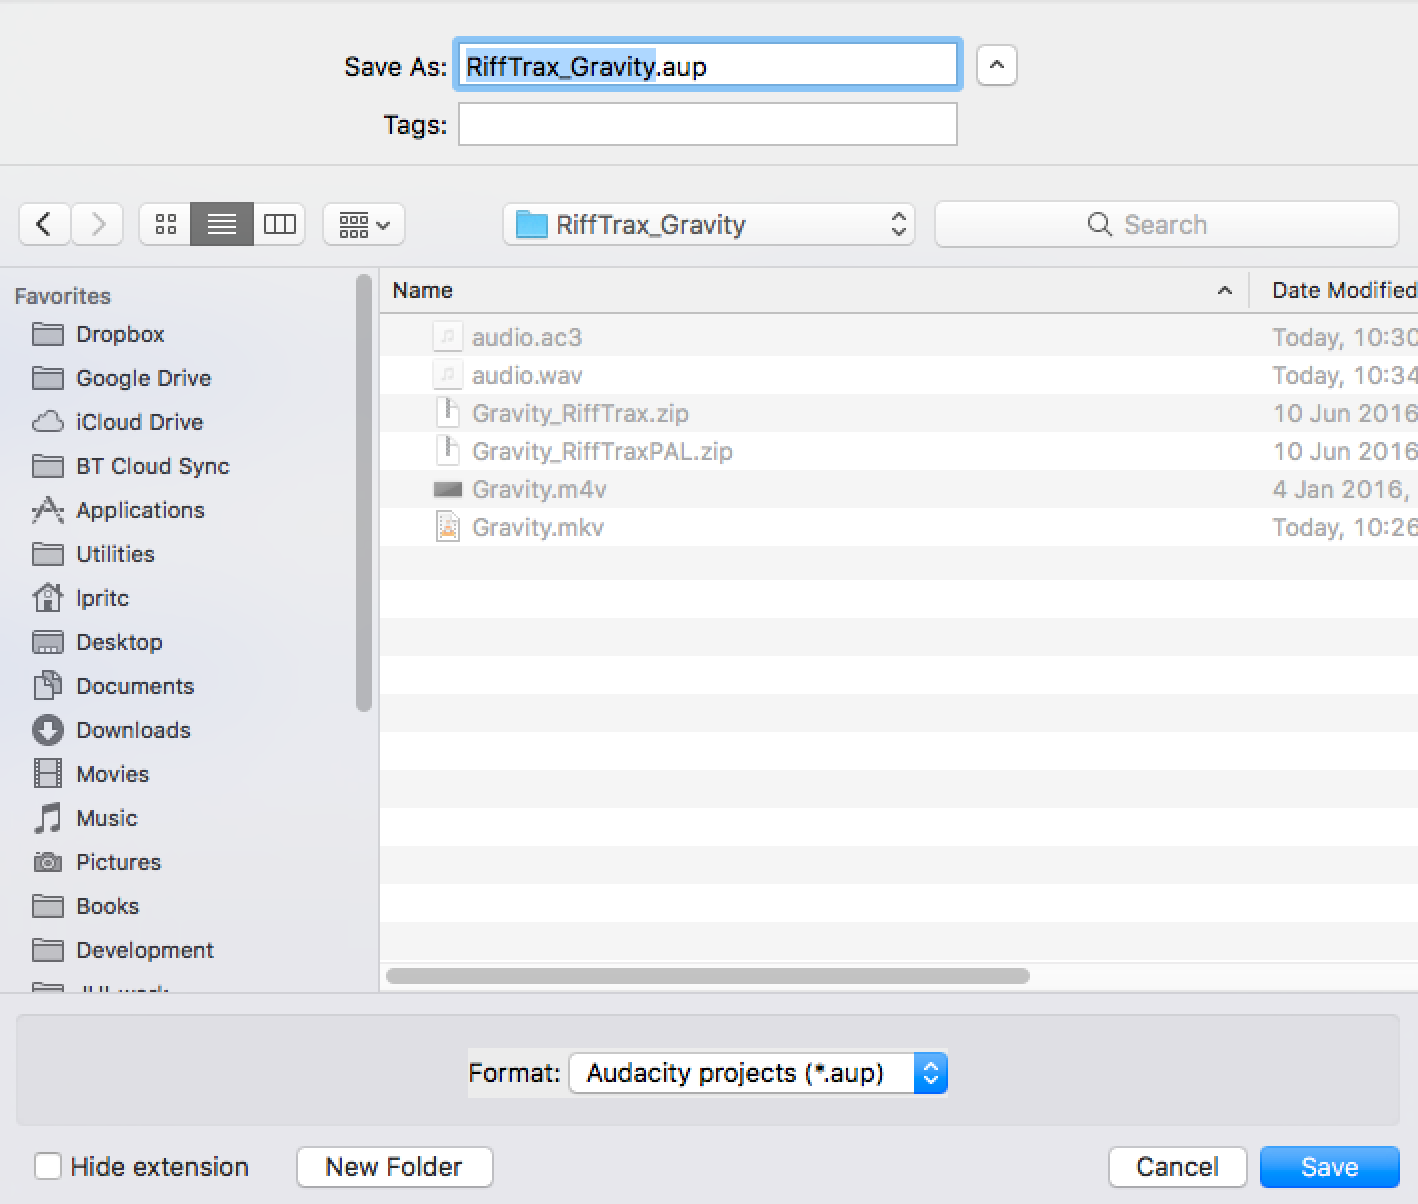 Save As: RiffTrax_Gravity.aup
Tags:
RiffTrax_Gravity
Search
Favorites
Dropbox
Google Drive
iCloud Drive
BT Cloud Sync
Applications
Utilities
lpritc
Desktop
Documents
Downloads
Movies
Music
Pictures
Books
Development
Name Date Modified
audio.ac3 Today, 10:30
audio.wav Today, 10:34
Gravity_RiffTrax.zip 10 Jun 2016
Gravity_RiffTraxPAL.zip 10 Jun 2016
Gravity.m4v 4 Jan 2016,
Gravity.mkv Today, 10:26
Format: Audacity projects (*.aup)
Hide extension New Folder Cancel Save